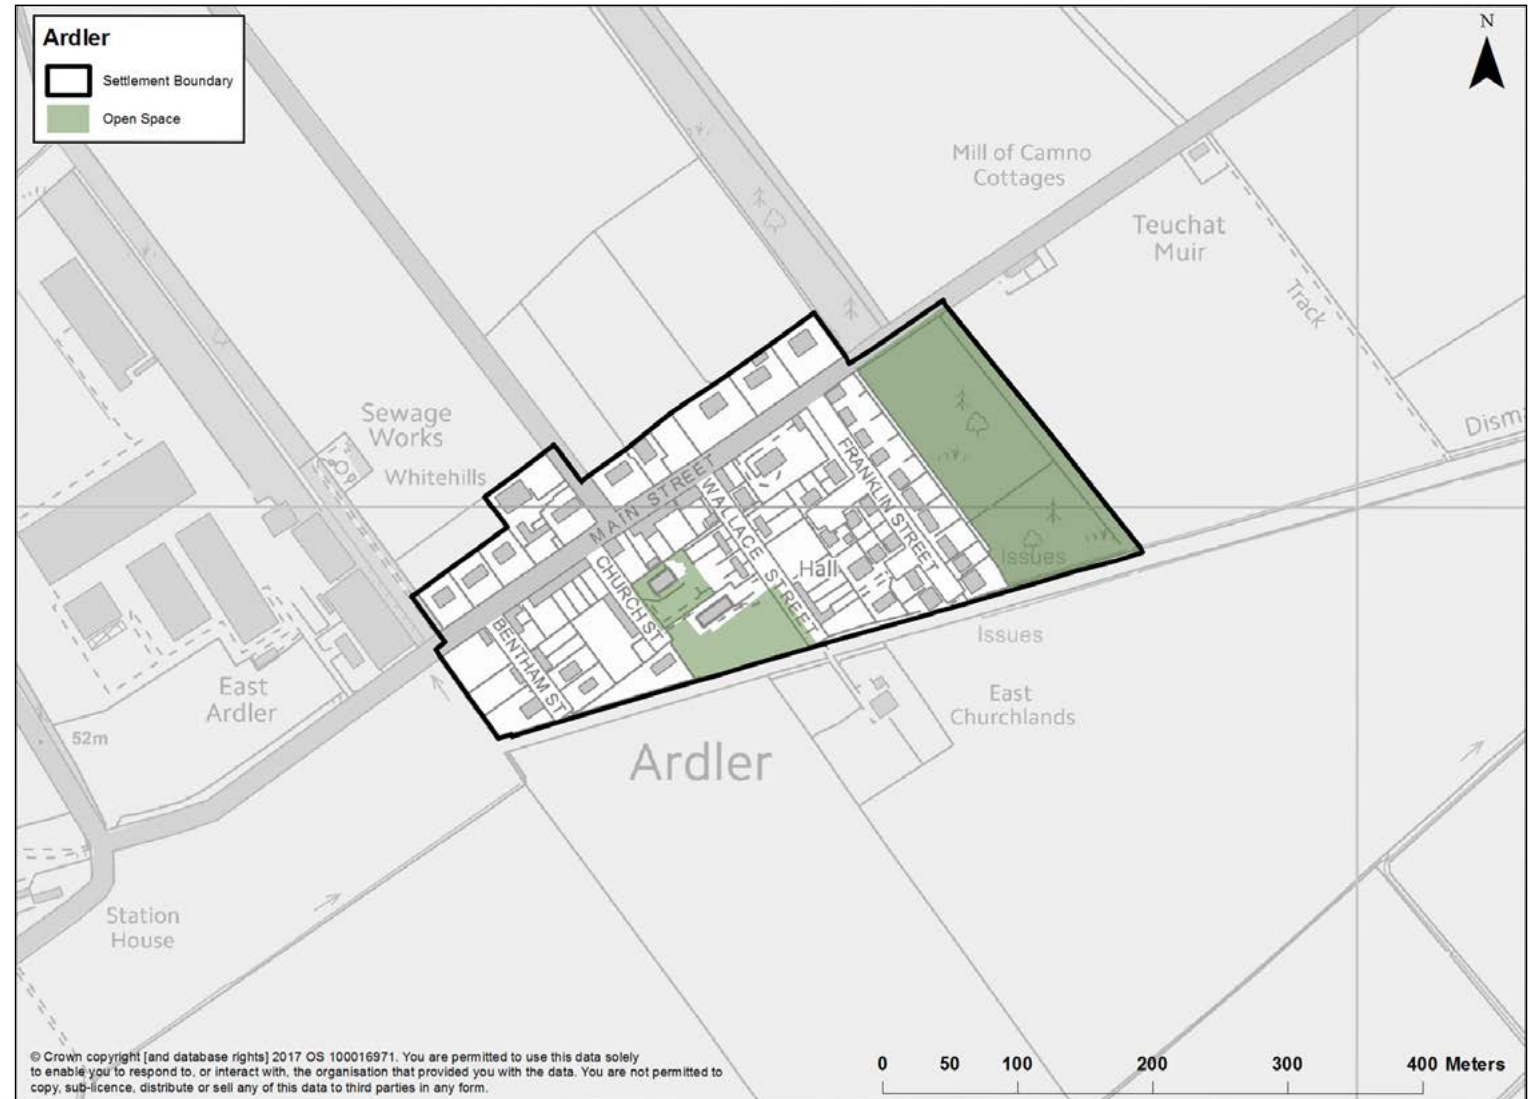 Ardler
Settlement Boundary
Open Space
N
Mill of Camno
Cottages
Teuchat
Muir
Track
Sewage
Works
Whitehills
Disma
MAIN STREET
WALLACE STREET
FRANKLIN STREET
CHURCH ST
BENTHAM ST
Hall
Issues
Issues
East
Ardler
52m
East
Churchlands
Ardler
Station
House
© Crown copyright [and database rights] 2017 OS 100016971. You are permitted to use this data solely
to enable you to respond to, or interact with, the organisation that provided you with the data. You are not permitted to
copy, sub-licence, distribute or sell any of this data to third parties in any form.
0 50 100 200 300 400 Meters